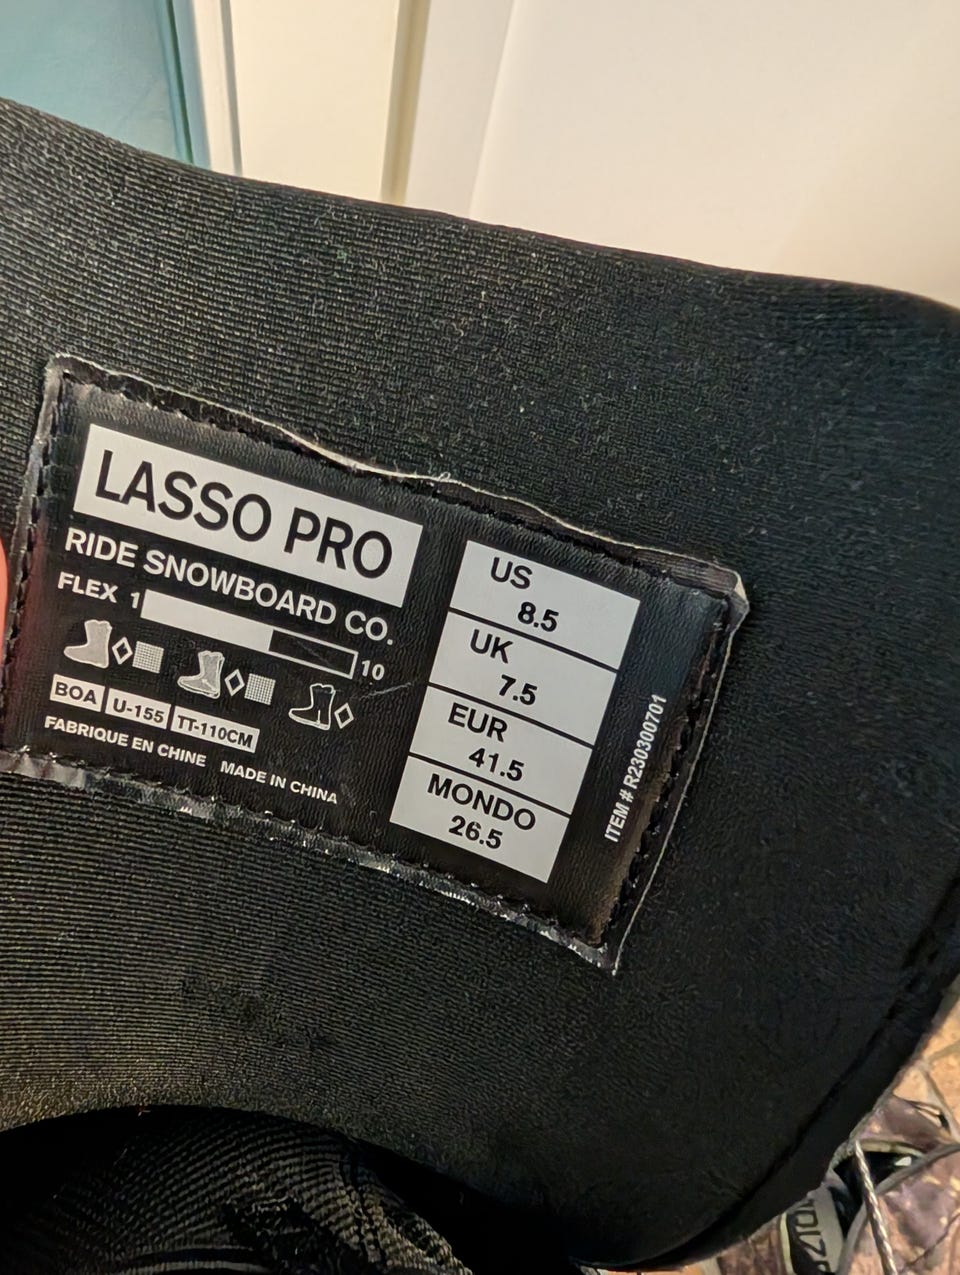 LASSO PRO
RIDE SNOWBOARD CO.
FLEX 1 10
BOA U-155 TT-110CM
FABRIQUE EN CHINE MADE IN CHINA
US
8.5
UK
7.5
EUR
41.5
MONDO
26.5
ITEM # R230300701